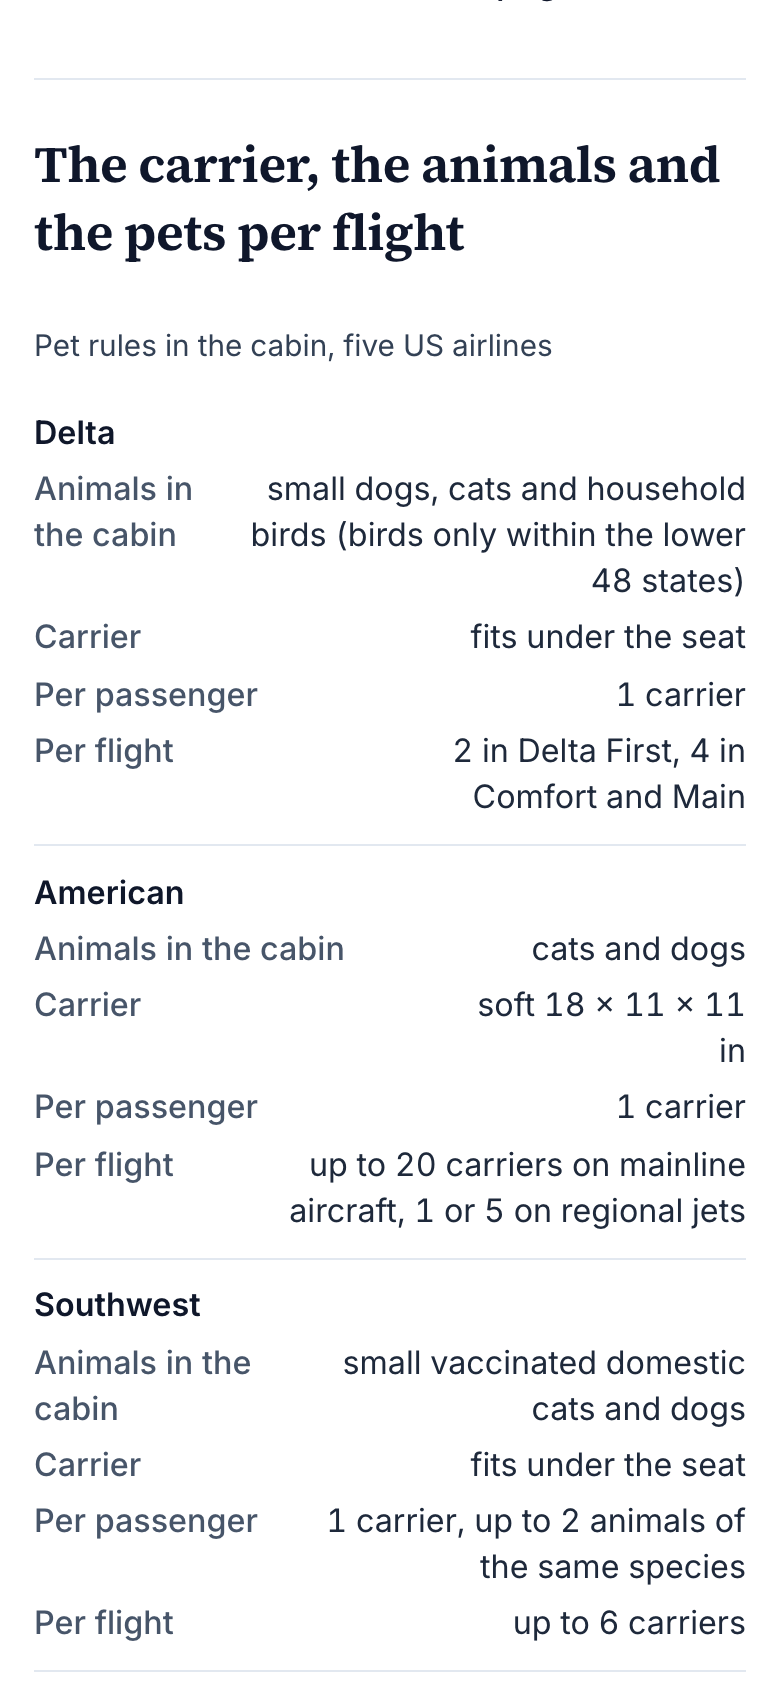 The carrier, the animals and
the pets per flight
Pet rules in the cabin, five US airlines
Delta
Animals in the cabin
small dogs, cats and household
birds (birds only within the lower
48 states)
Carrier
fits under the seat
Per passenger
1 carrier
Per flight
2 in Delta First, 4 in
Comfort and Main
American
Animals in the cabin
cats and dogs
Carrier
soft 18 × 11 × 11
in
Per passenger
1 carrier
Per flight
up to 20 carriers on mainline
aircraft, 1 or 5 on regional jets
Southwest
Animals in the
cabin
small vaccinated domestic
cats and dogs
Carrier
fits under the seat
Per passenger
1 carrier, up to 2 animals of
the same species
Per flight
up to 6 carriers